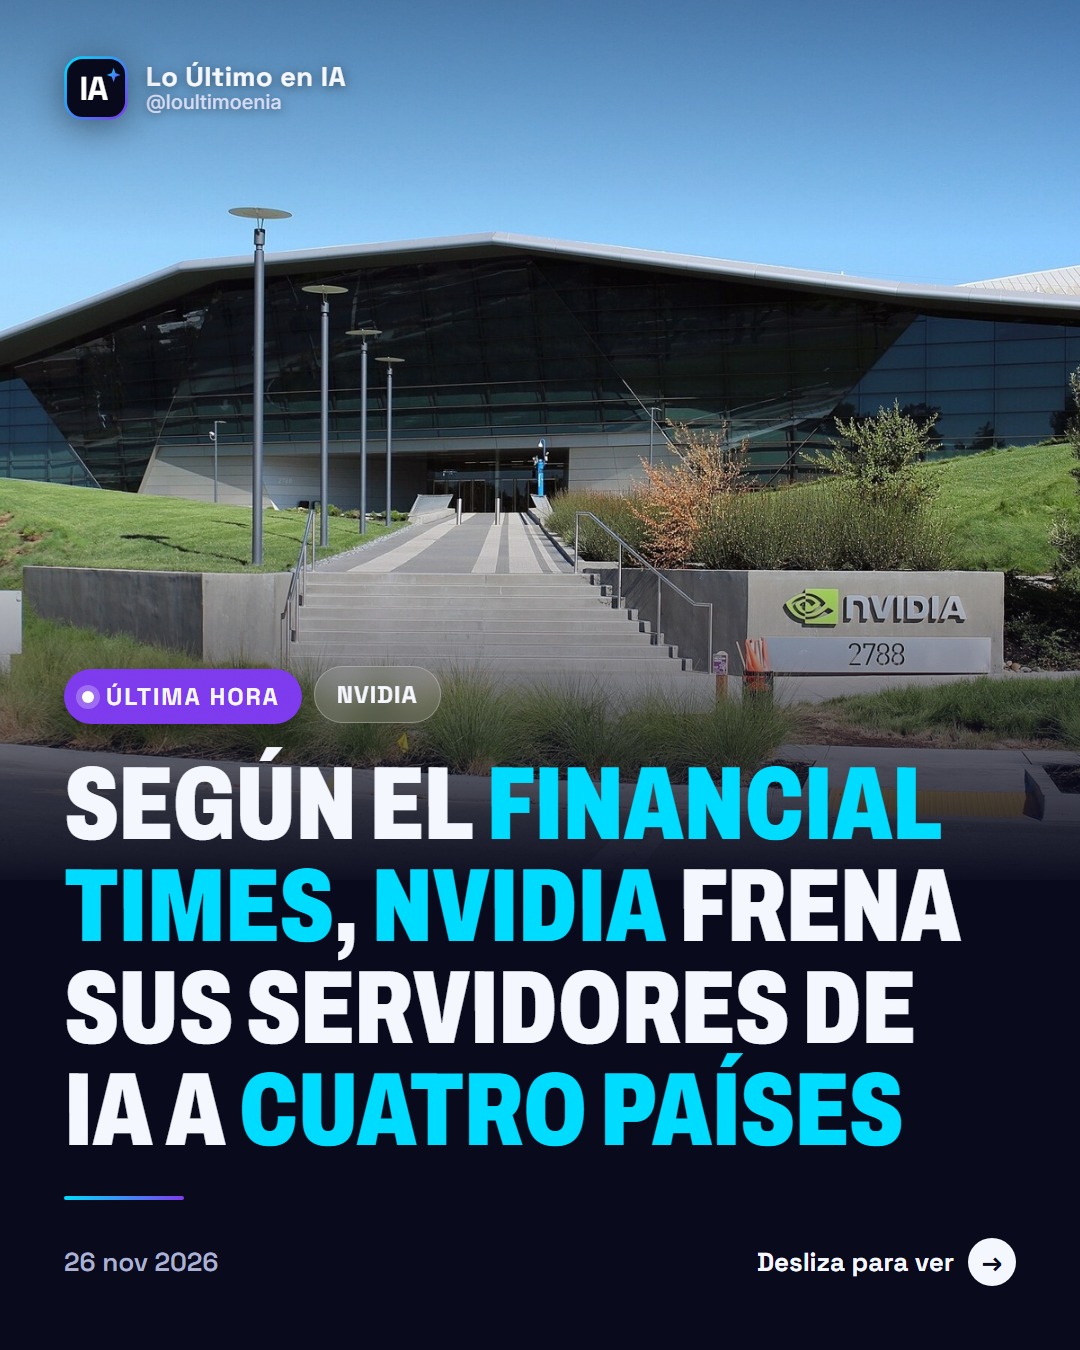 IA
Lo Último en IA
@loultimoenia
NVIDIA
2788
ÚLTIMA HORA
NVIDIA
SEGÚN EL FINANCIAL
TIMES, NVIDIA FRENA
SUS SERVIDORES DE
IA A CUATRO PAÍSES
26 nov 2026
Desliza para ver →